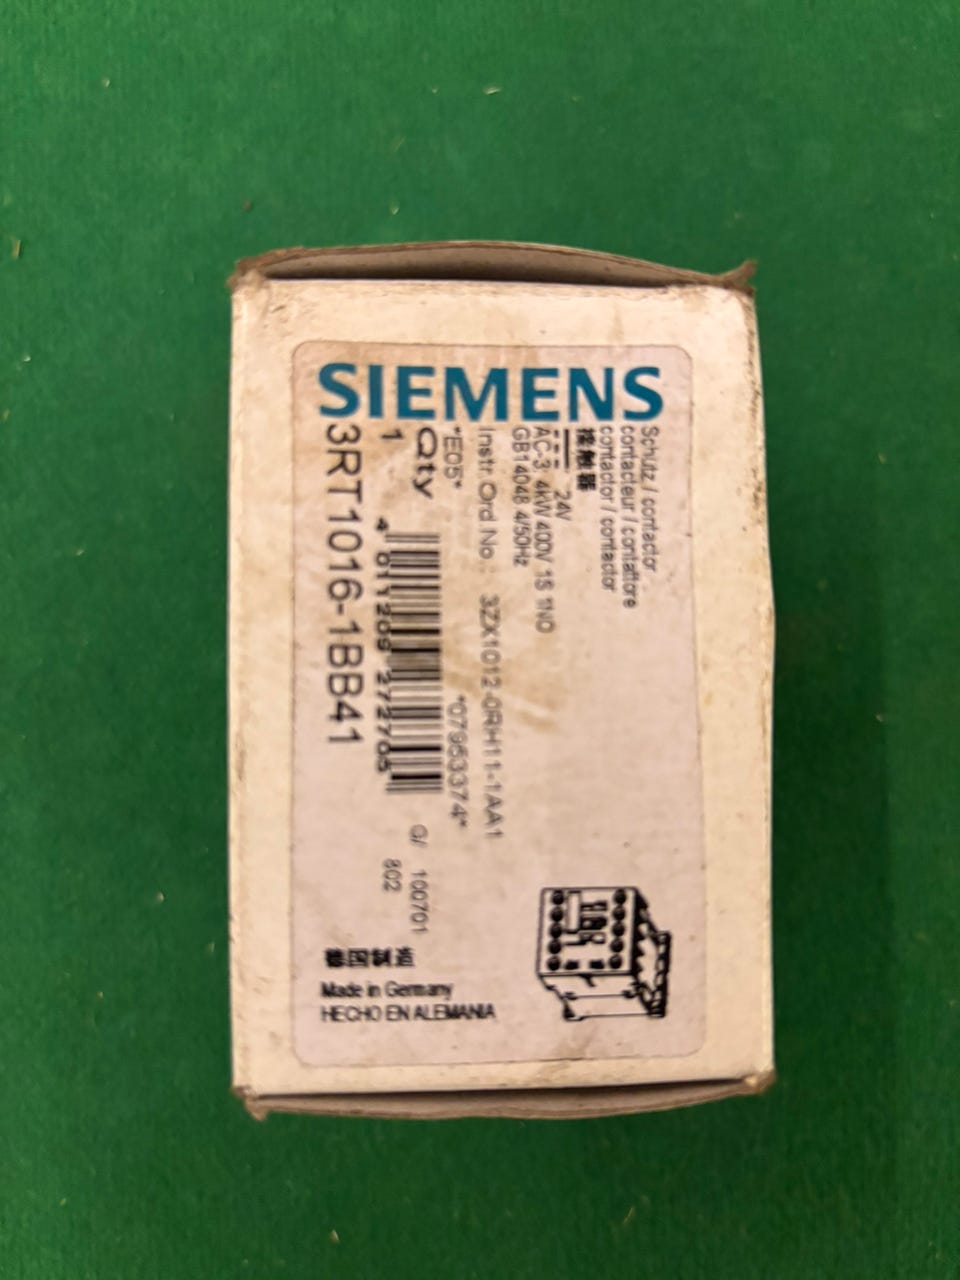 SIEMENS
Schütz / contactor
contacteur / contattore
contactor / contactor
接触器
24V
AC-3: 4kW 400V 1S 1NO
GB14048 4/50Hz
Instr. Ord No.: 3ZX1012-0RH11-1AA1
*E05* *07963374*
Qty
1
4 011209 272705
G/ 100701
802
3RT1016-1BB41
德国制造
Made in Germany
HECHO EN ALEMANIA